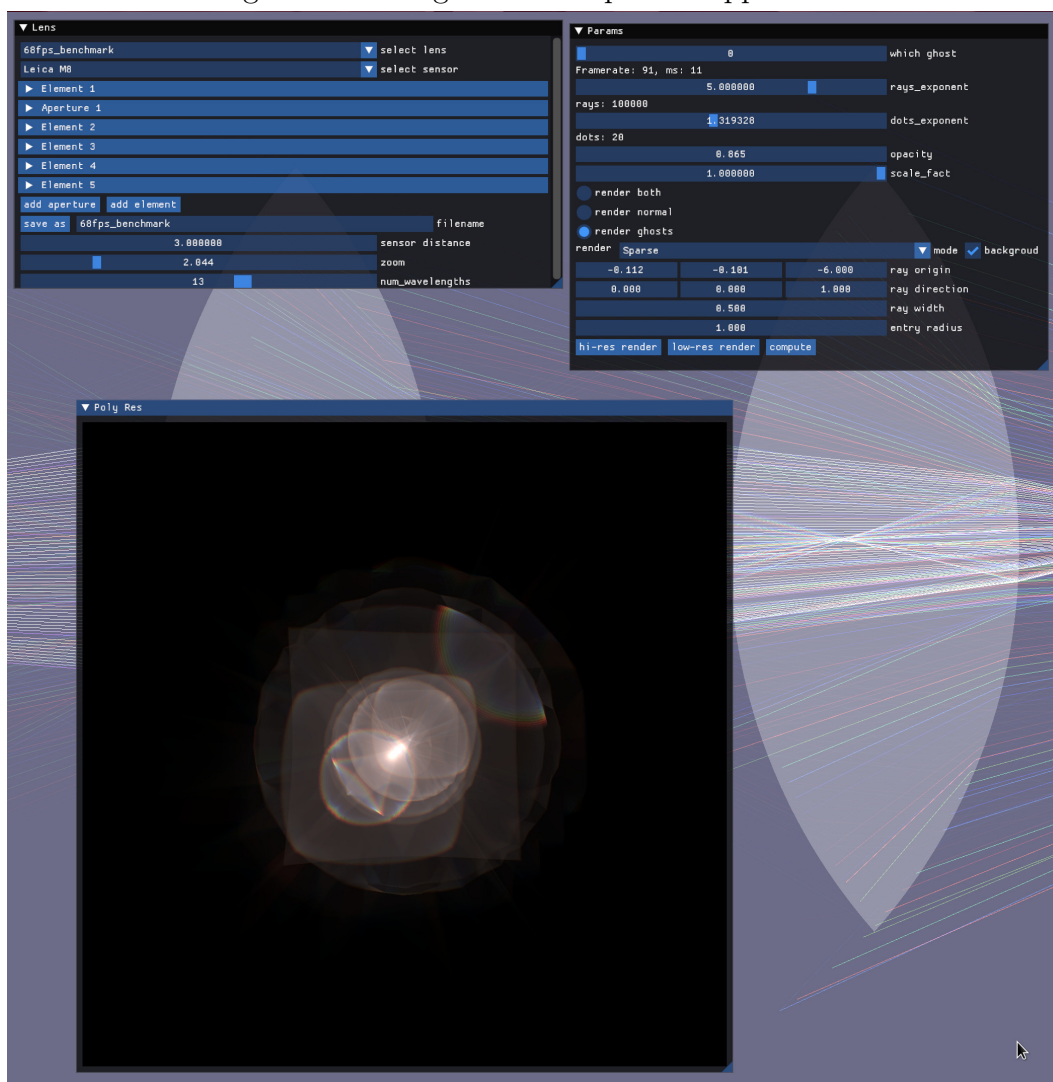 Lens
68fps_benchmark select lens
Leica M8 select sensor
Element 1
Aperture 1
Element 2
Element 3
Element 4
Element 5
add aperture add element
save as 68fps_benchmark filename
3.000000 sensor distance
2.044 zoom
13 num_wavelengths
Params
0 which ghost
Framerate: 91, ms: 11
5.000000 rays_exponent
rays: 100000
1.319328 dots_exponent
dots: 20
0.065 opacity
1.000000 scale_fact
render both
render normal
render ghosts
render Sparse mode backgroud
-0.112 -0.101 -6.000 ray origin
0.000 0.000 1.000 ray direction
0.500 ray width
1.000 entry radius
hi-res render low-res render compute
Poly Res